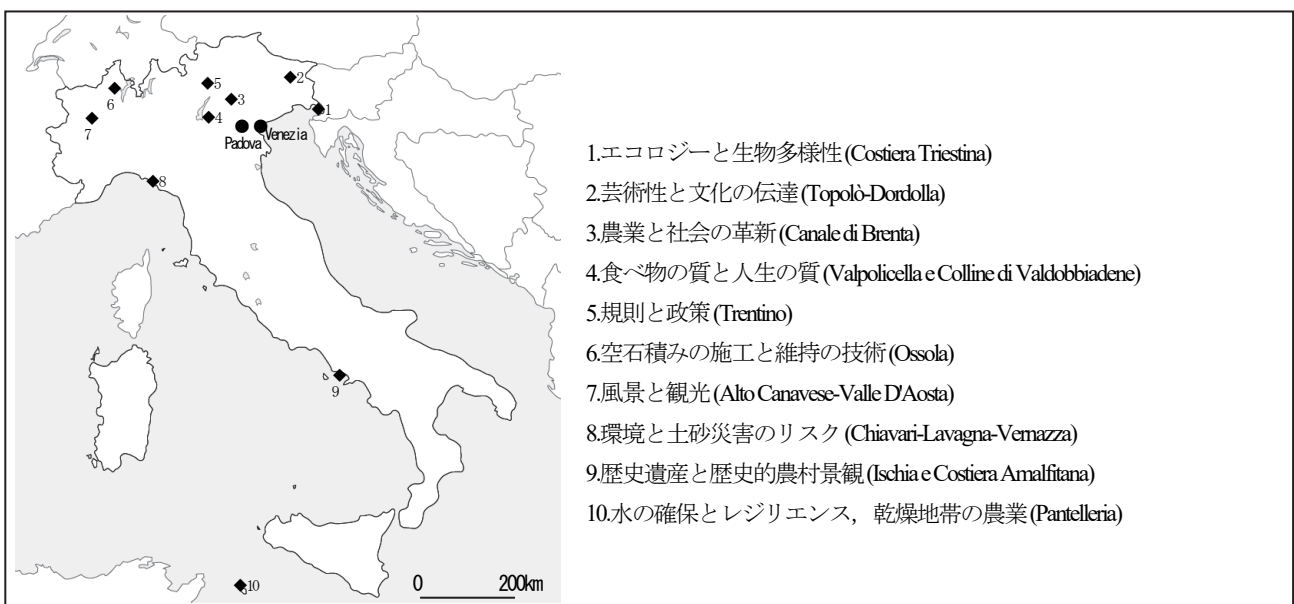 5
2
3
6
1
4
7
Padova
Venezia
8
9
10
0
200km
1.エコロジーと生物多様性(Costiera Triestina)
2.芸術性と文化の伝達(Topolò-Dordolla)
3.農業と社会の革新(Canale di Brenta)
4.食べ物の質と人生の質(Valpolicella e Colline di Valdobbiadene)
5.規則と政策(Trentino)
6.空石積みの施工と維持の技術(Ossola)
7.風景と観光(Alto Canavese-Valle D'Aosta)
8.環境と土砂災害のリスク(Chiavari-Lavagna-Vernazza)
9.歴史遺産と歴史的農村景観(Ischia e Costiera Amalfitana)
10.水の確保とレジリエンス，乾燥地帯の農業(Pantelleria)